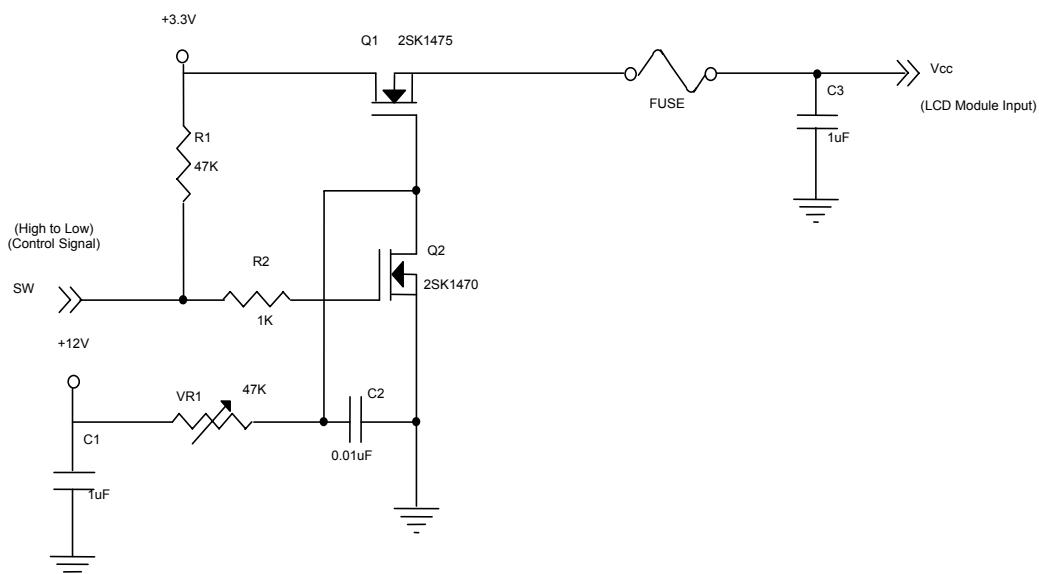 +3.3V
Q1 2SK1475
Vcc
FUSE
C3
(LCD Module Input)
1uF
R1
47K
(High to Low)
(Control Signal)
Q2
R2
2SK1470
SW
1K
+12V
VR1
47K
C2
C1
0.01uF
1uF